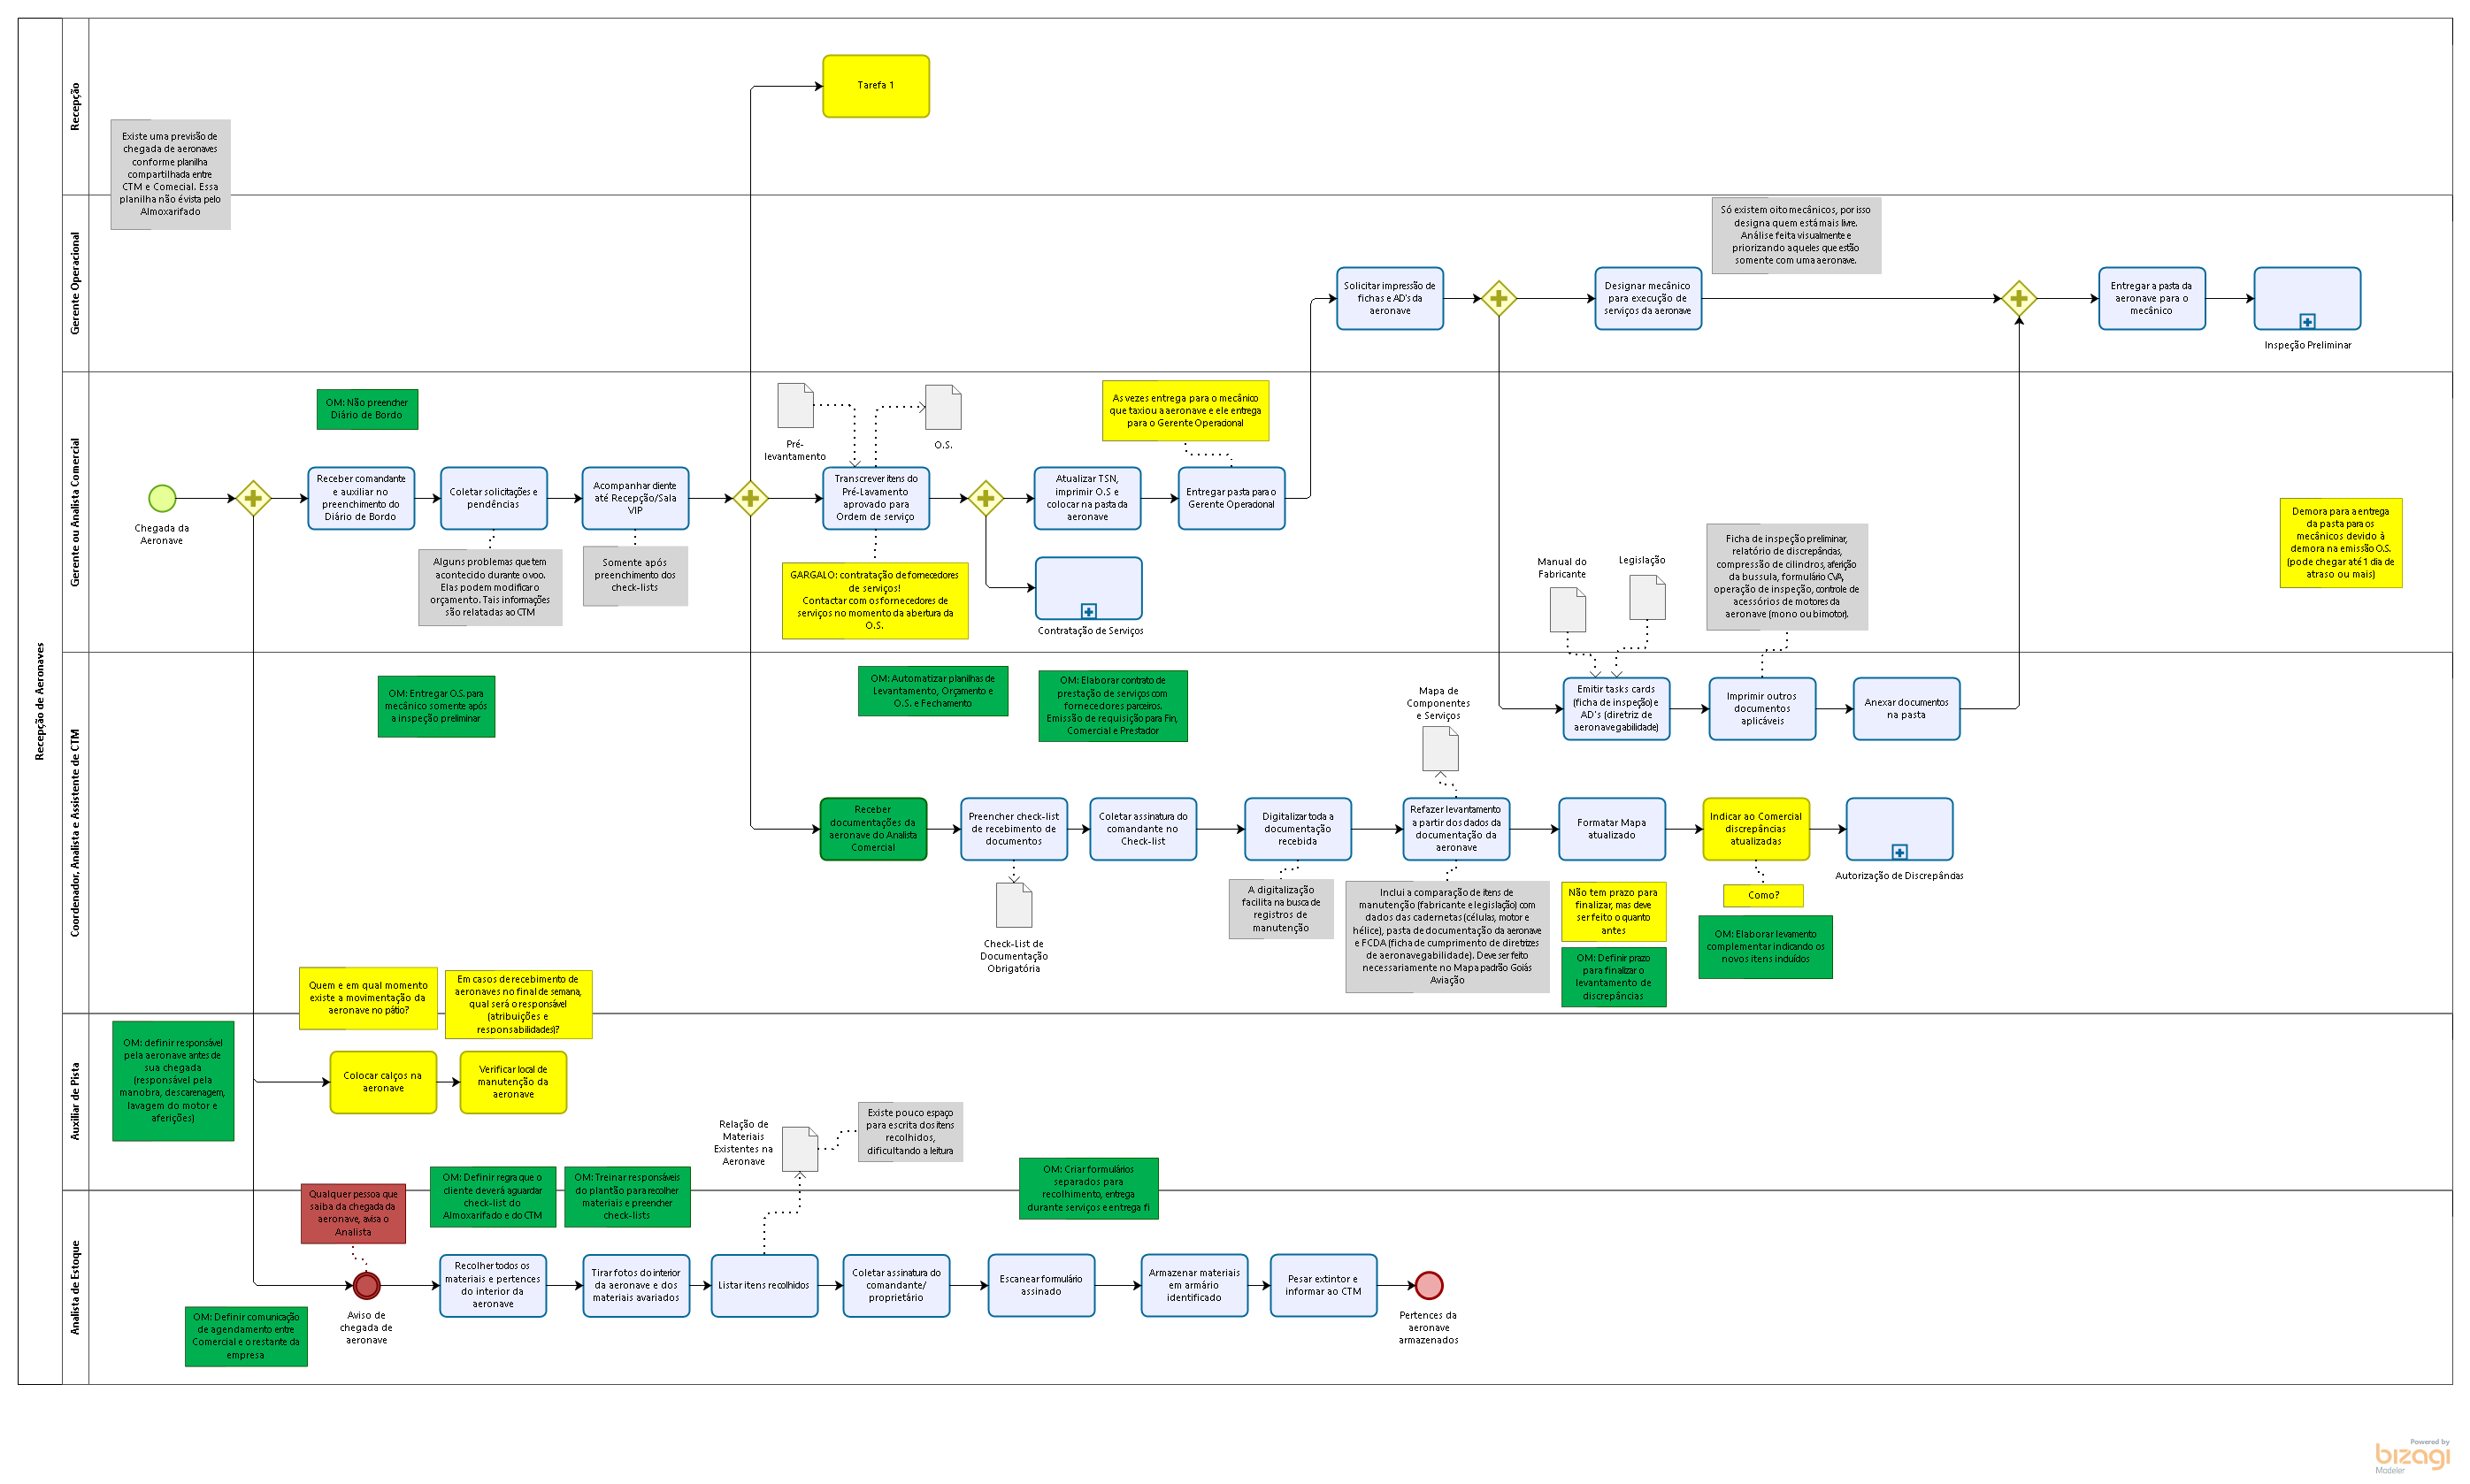 Recepção de Aeronaves
Recepção
Existe uma previsão de
chegada de aeronaves
conforme planilha
compartilhada entre
CTM e Comecial. Essa
planilha não é vista pelo
Almoxarifado
Tarefa 1
Gerente Operacional
Só existem oito mecânicos, por isso
designa quem está mais livre.
Análise feita visualmente e
priorizando aqueles que estão
somente com uma aeronave.
Solicitar impressão de
fichas e AD's da
aeronave
Designar mecânico
para execução de
serviços da aeronave
Entregar a pasta da
aeronave para o
mecânico
Inspeção Preliminar
Gerente ou Analista Comercial
OM: Não preencher
Diário de Bordo
Chegada da
Aeronave
Receber comandante
e auxiliar no
preenchimento do
Diário de Bordo
Coletar solicitações e
pendências
Alguns problemas que tem
acontecido durante o voo.
Elas podem modificar o
orçamento. Tais informações
são relatadas ao CTM
Acompanhar cliente
até Recepção/Sala
VIP
Somente após
preenchimento dos
check-lists
Pré-
levantamento
O.S.
Transcrever itens do
Pré-Lavamento
aprovado para
Ordem de serviço
GARGALO: contratação de fornecedores
de serviços!
Contactar com os fornecedores de
serviços no momento da abertura da
O.S.
As vezes entrega para o mecânico
que taxiou a aeronave e ele entrega
para o Gerente Operacional
Atualizar TSN,
imprimir O.S e
colocar na pasta da
aeronave
Entregar pasta para o
Gerente Operacional
Contratação de Serviços
Manual do
Fabricante
Legislação
Ficha de inspeção preliminar,
relatório de discrepâncias,
compressão de cilindros, aferição
da bussula, formulário CVA,
operação de inspeção, controle de
acessórios de motores da
aeronave (mono ou bimotor).
Demora para a entrega
da pasta para os
mecânicos devido à
demora na emissão O.S.
(pode chegar até 1 dia de
atraso ou mais)
Coordenador, Analista e Assistente de CTM
OM: Entregar O.S. para
mecânico somente após
a inspeção preliminar
OM: Automatizar planilhas de
Levantamento, Orçamento e
O.S. e Fechamento
OM: Elaborar contrato de
prestação de serviços com
fornecedores parceiros.
Emissão de requisição para Fin,
Comercial e Prestador
Emitir tasks cards
(ficha de inspeção) e
AD's (diretriz de
aeronavegabilidade)
Imprimir outros
documentos
aplicáveis
Anexar documentos
na pasta
Mapa de
Componentes
e Serviços
Receber
documentações da
aeronave do Analista
Comercial
Preencher check-list
de recebimento de
documentos
Coletar assinatura do
comandante no
Check-list
Digitalizar toda a
documentação
recebida
Refazer levantamento
a partir dos dados da
documentação da
aeronave
Formatar Mapa
atualizado
Indicar ao Comercial
discrepâncias
atualizadas
Autorização de Discrepâncias
Check-List de
Documentação
Obrigatória
A digitalização
facilita na busca de
registros de
manutenção
Inclui a comparação de itens de
manutenção (fabricante e legislação) com
dados das cadernetas (células, motor e
hélice), pasta de documentação da aeronave
e FCDA (ficha de cumprimento de diretrizes
de aeronavegabilidade). Deve ser feito
necessariamente no Mapa padrão Goiás
Aviação
Não tem prazo para
finalizar, mas deve
ser feito o quanto
antes
OM: Definir prazo
para finalizar o
levantamento de
discrepâncias
Como?
OM: Elaborar levamento
complementar indicando os
novos itens incluídos
Quem e em qual momento
existe a movimentação da
aeronave no pátio?
Em casos de recebimento de
aeronaves no final de semana,
qual será o responsável
(atribuições e
responsabilidades)?
Auxiliar de Pista
OM: definir responsável
pela aeronave antes de
sua chegada
(responsável pela
manobra, descarenagem,
lavagem do motor e
aferições)
Colocar calços na
aeronave
Verificar local de
manutenção da
aeronave
Relação de
Materiais
Existentes na
Aeronave
Existe pouco espaço
para escrita dos itens
recolhidos,
dificultando a leitura
Analista de Estoque
Qualquer pessoa que
saiba da chegada da
aeronave, avisa o
Analista
OM: Definir regra que o
cliente deverá aguardar
check-list do
Almoxarifado e do CTM
OM: Treinar responsáveis
do plantão para recolher
materiais e preencher
check-lists
OM: Criar formulários
separados para
recolhimento, entrega
durante serviços e entrega fi
Aviso de
chegada de
aeronave
Recolher todos os
materiais e pertences
do interior da
aeronave
Tirar fotos do interior
da aeronave e dos
materiais avariados
Listar itens recolhidos
Coletar assinatura do
comandante/
proprietário
Escanear formulário
assinado
Armazenar materiais
em armário
identificado
Pesar extintor e
informar ao CTM
Pertences da
aeronave
armazenados
OM: Definir comunicação
de agendamento entre
Comercial e o restante da
empresa
Powered by
bizagi
Modeler